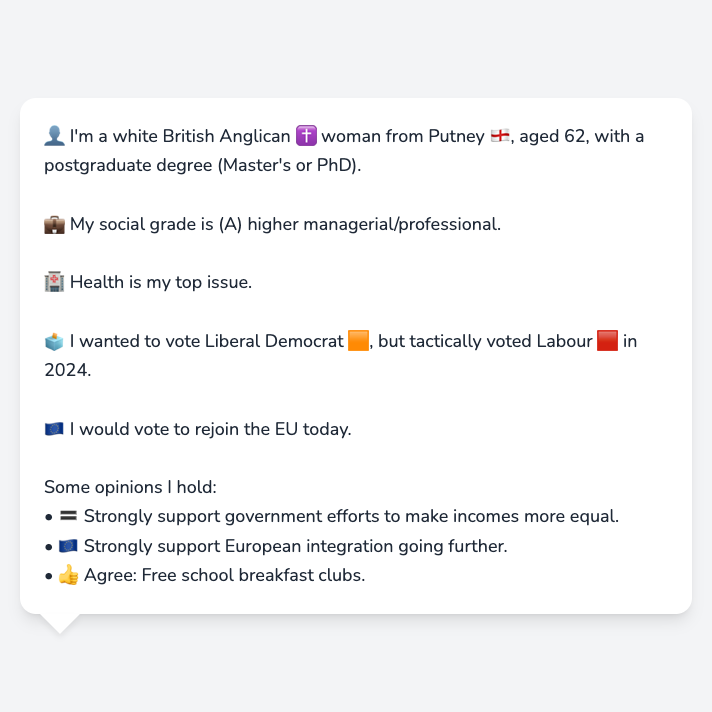 👤 I'm a white British Anglican ✝️ woman from Putney 🏴󠁧󠁢󠁥󠁮󠁧󠁿, aged 62, with a
postgraduate degree (Master's or PhD).
💼 My social grade is (A) higher managerial/professional.
🏥 Health is my top issue.
🗳️ I wanted to vote Liberal Democrat 🟧, but tactically voted Labour 🟥 in
2024.
🇪🇺 I would vote to rejoin the EU today.
Some opinions I hold:
• 🟰 Strongly support government efforts to make incomes more equal.
• 🇪🇺 Strongly support European integration going further.
• 👍 Agree: Free school breakfast clubs.